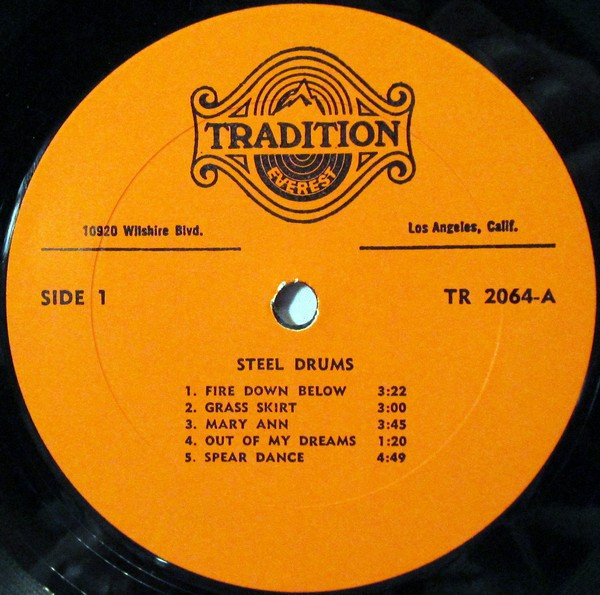 TRADITION
EVEREST
10920 Wilshire Blvd. Los Angeles, Calif.
SIDE 1 TR 2064-A
STEEL DRUMS
1. FIRE DOWN BELOW 3:22
2. GRASS SKIRT 3:00
3. MARY ANN 3:45
4. OUT OF MY DREAMS 1:20
5. SPEAR DANCE 4:49